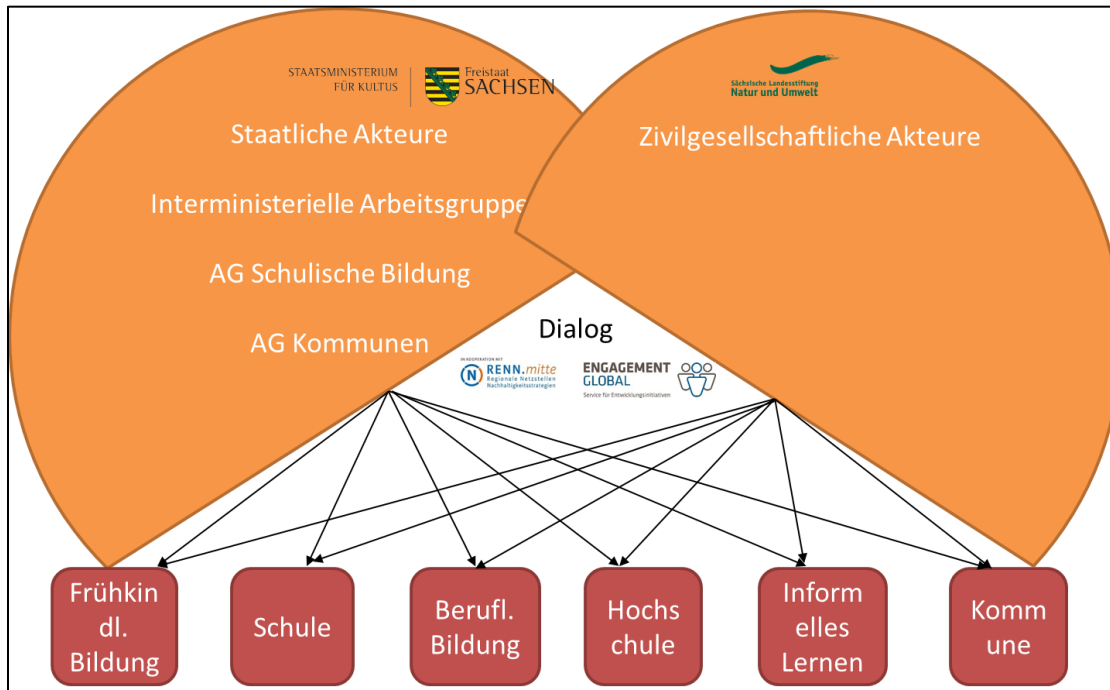 STAATSMINISTERIUM
FÜR KULTUS
Freistaat
SACHSEN
Staatliche Akteure
Interministerielle Arbeitsgruppe
AG Schulische Bildung
AG Kommunen
Sächsische Landesstiftung
Natur und Umwelt
Zivilgesellschaftliche Akteure
Dialog
IN KOOPERATION MIT
N RENN.mitte
Regionale Netzstellen
Nachhaltigkeitsstrategien
ENGAGEMENT
GLOBAL
Service für Entwicklungsinitiativen
Frühkin
dl.
Bildung
Schule
Berufl.
Bildung
Hochs
chule
Inform
elles
Lernen
Komm
une